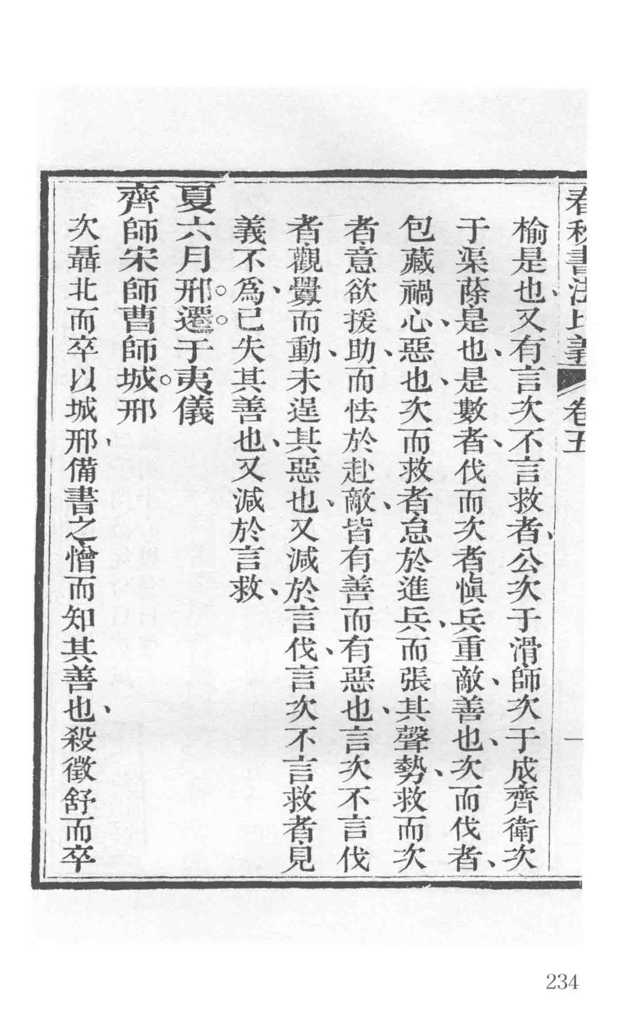 春秋書法比義 卷五 一
榆是也又有言次不言救者公次于滑師次于成齊衛次
于渠蒢是也是數者伐而次者愼兵重敵善也次而伐者
包藏禍心惡也次而救者怠於進兵而張其聲勢救而次
者意欲援助而怯於赴敵皆有善而有惡也言次不言伐
者觀釁而動未逞其惡也又減於言伐言次不言救者見
義不爲已失其善也又減於言救
夏六月邢遷于夷儀
齊師宋師曹師城邢
次聶北而卒以城邢備書之憎而知其善也殺徵舒而卒
234